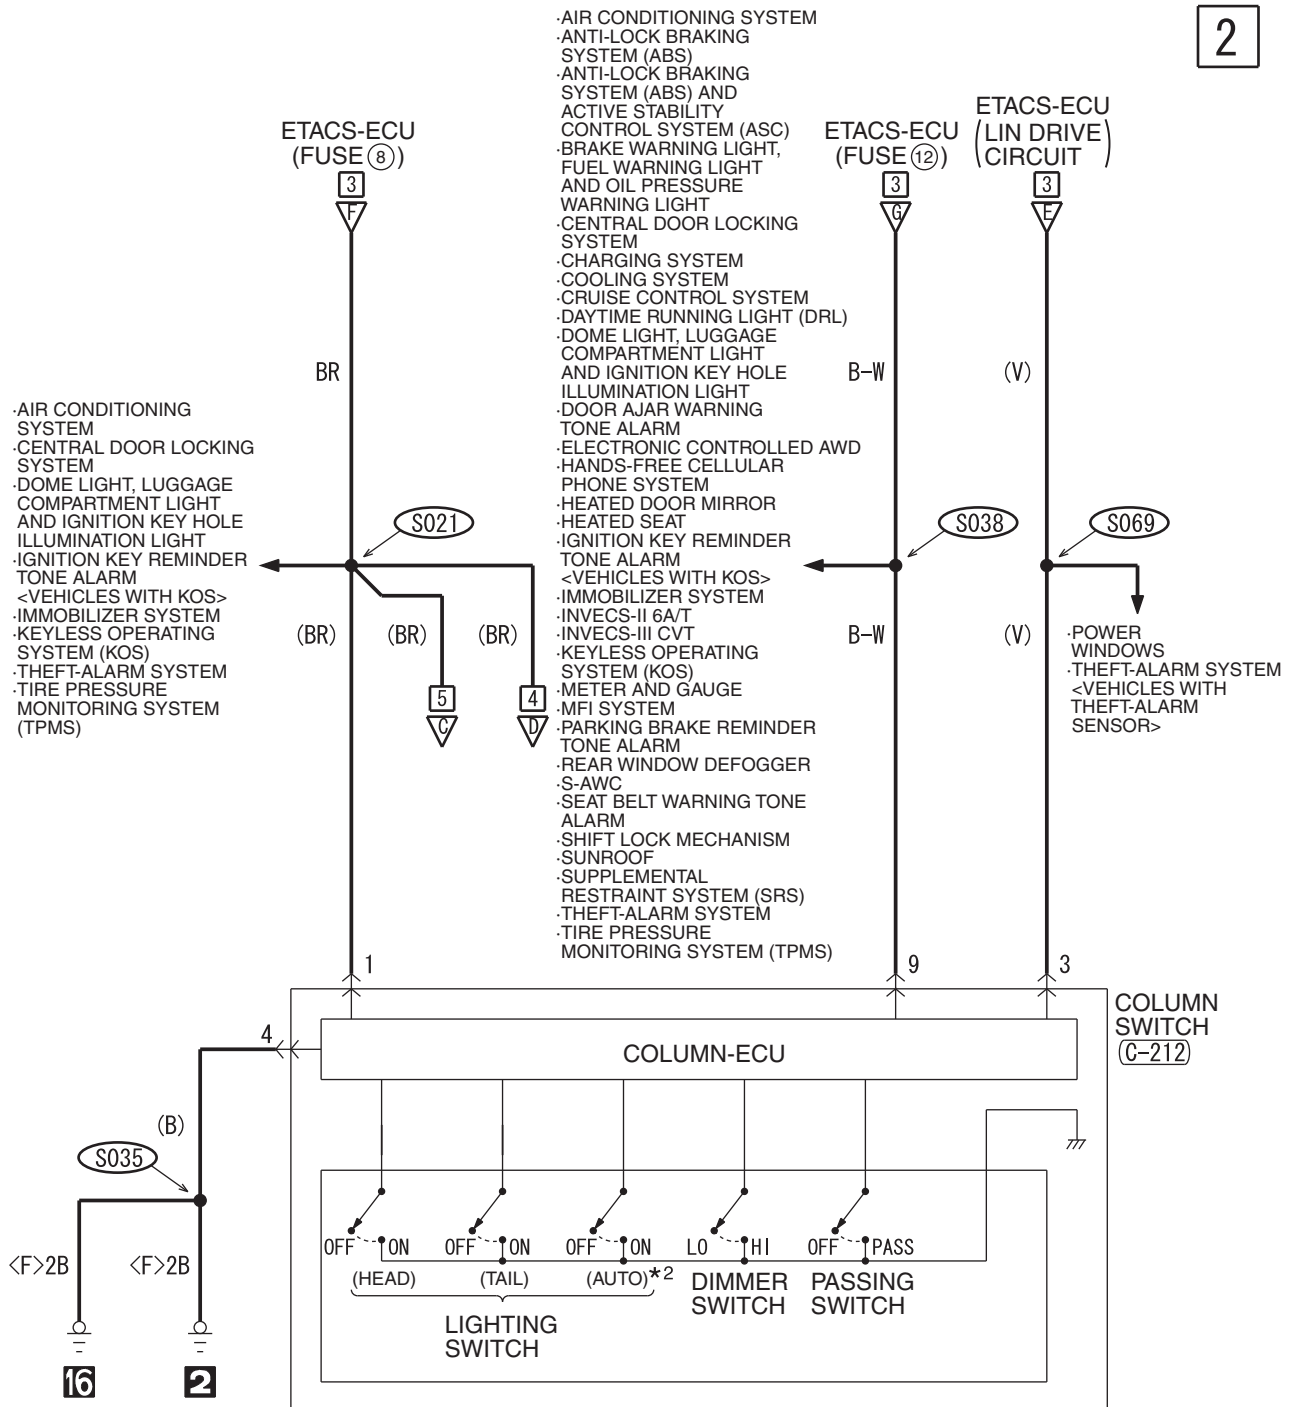 2
ETACS-ECU
(FUSE 8)
3
F
BR
·AIR CONDITIONING
SYSTEM
·CENTRAL DOOR LOCKING
SYSTEM
·DOME LIGHT, LUGGAGE
COMPARTMENT LIGHT
AND IGNITION KEY HOLE
ILLUMINATION LIGHT
·IGNITION KEY REMINDER
TONE ALARM
<VEHICLES WITH KOS>
·IMMOBILIZER SYSTEM
·KEYLESS OPERATING
SYSTEM (KOS)
·THEFT-ALARM SYSTEM
·TIRE PRESSURE
MONITORING SYSTEM
(TPMS)
S021
(BR)
(BR)
(BR)
5
C
4
D
·AIR CONDITIONING SYSTEM
·ANTI-LOCK BRAKING
SYSTEM (ABS)
·ANTI-LOCK BRAKING
SYSTEM (ABS) AND
ACTIVE STABILITY
CONTROL SYSTEM (ASC)
·BRAKE WARNING LIGHT,
FUEL WARNING LIGHT
AND OIL PRESSURE
WARNING LIGHT
·CENTRAL DOOR LOCKING
SYSTEM
·CHARGING SYSTEM
·COOLING SYSTEM
·CRUISE CONTROL SYSTEM
·DAYTIME RUNNING LIGHT (DRL)
·DOME LIGHT, LUGGAGE
COMPARTMENT LIGHT
AND IGNITION KEY HOLE
ILLUMINATION LIGHT
·DOOR AJAR WARNING
TONE ALARM
·ELECTRONIC CONTROLLED AWD
·HANDS-FREE CELLULAR
PHONE SYSTEM
·HEATED DOOR MIRROR
·HEATED SEAT
·IGNITION KEY REMINDER
TONE ALARM
<VEHICLES WITH KOS>
·IMMOBILIZER SYSTEM
·INVECS-II 6A/T
·INVECS-III CVT
·KEYLESS OPERATING
SYSTEM (KOS)
·METER AND GAUGE
·MFI SYSTEM
·PARKING BRAKE REMINDER
TONE ALARM
·REAR WINDOW DEFOGGER
·S-AWC
·SEAT BELT WARNING TONE
ALARM
·SHIFT LOCK MECHANISM
·SUNROOF
·SUPPLEMENTAL
RESTRAINT SYSTEM (SRS)
·THEFT-ALARM SYSTEM
·TIRE PRESSURE
MONITORING SYSTEM (TPMS)
ETACS-ECU
(FUSE 12)
3
G
B-W
S038
B-W
ETACS-ECU
(LIN DRIVE
CIRCUIT)
3
E
(V)
S069
(V)
·POWER
WINDOWS
·THEFT-ALARM SYSTEM
<VEHICLES WITH
THEFT-ALARM
SENSOR>
1
9
3
COLUMN
SWITCH
(C-212)
4
COLUMN-ECU
(B)
S035
<F>2B
<F>2B
16
2
OFF ON
OFF ON
OFF ON
LO HI
OFF PASS
(HEAD)
(TAIL)
(AUTO)*2
LIGHTING
SWITCH
DIMMER
SWITCH
PASSING
SWITCH